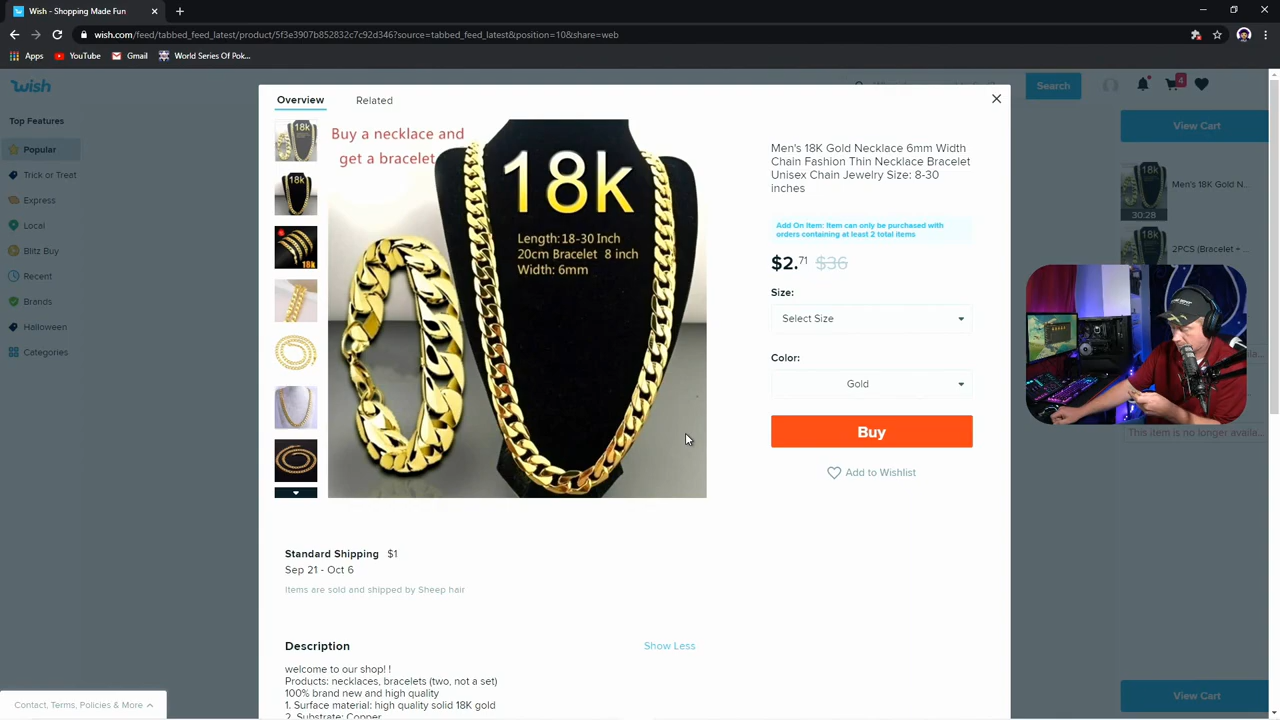 Wish - Shopping Made Fun
wish.com/feed/tabbed_feed_latest/product/5f3e3907b852832c7c92d346?source=tabbed_feed_latest&position=10&share=web
Apps
YouTube
Gmail
World Series Of Pok...
wish
Search
4
Top Features
Popular
Trick or Treat
Express
Local
Blitz Buy
Recent
Brands
Halloween
Categories
Overview
Related
Buy a necklace and
get a bracelet
18k
Length:18-30 Inch
20cm Bracelet 8 inch
Width: 6mm
Men's 18K Gold Necklace 6mm Width
Chain Fashion Thin Necklace Bracelet
Unisex Chain Jewelry Size: 8-30
inches
Add On Item: Item can only be purchased with
orders containing at least 2 total items
$2.71 $36
Size:
Select Size
Color:
Gold
Buy
Add to Wishlist
View Cart
18k
30:28
Men's 18K Gold N...
18k
2PCS (Bracelet + ...
This item is no longer availa...
Standard Shipping $1
Sep 21 - Oct 6
Items are sold and shipped by Sheep hair
Description
Show Less
welcome to our shop! !
Products: necklaces, bracelets (two, not a set)
100% brand new and high quality
1. Surface material: high quality solid 18K gold
2. Substrate: Copper
Contact, Terms, Policies & More
View Cart